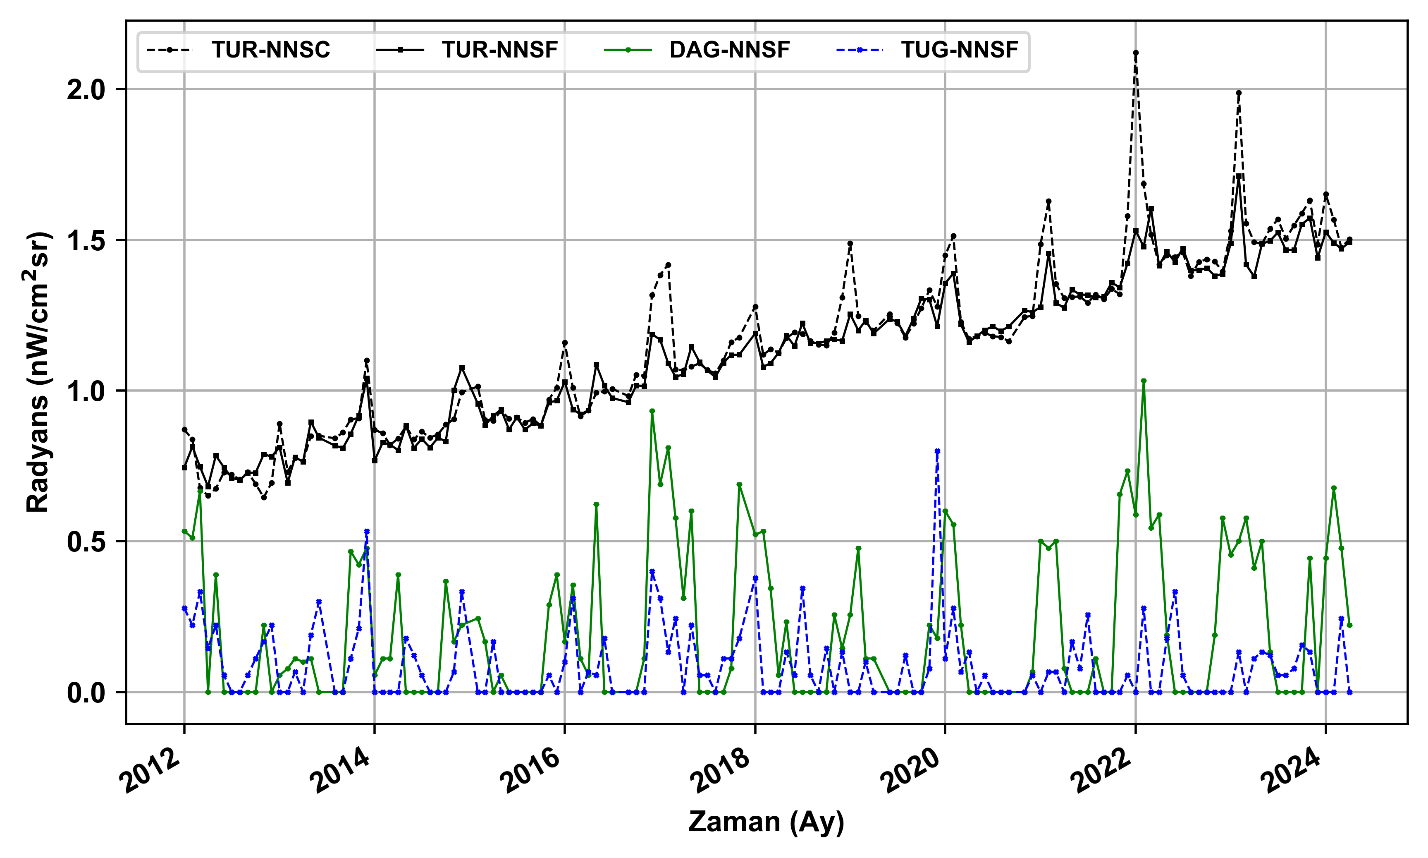 TUR-NNSC TUR-NNSF DAG-NNSF TUG-NNSF
2.0
1.5
1.0
0.5
0.0
Radyans (nW/cm²sr)
2012 2014 2016 2018 2020 2022 2024
Zaman (Ay)